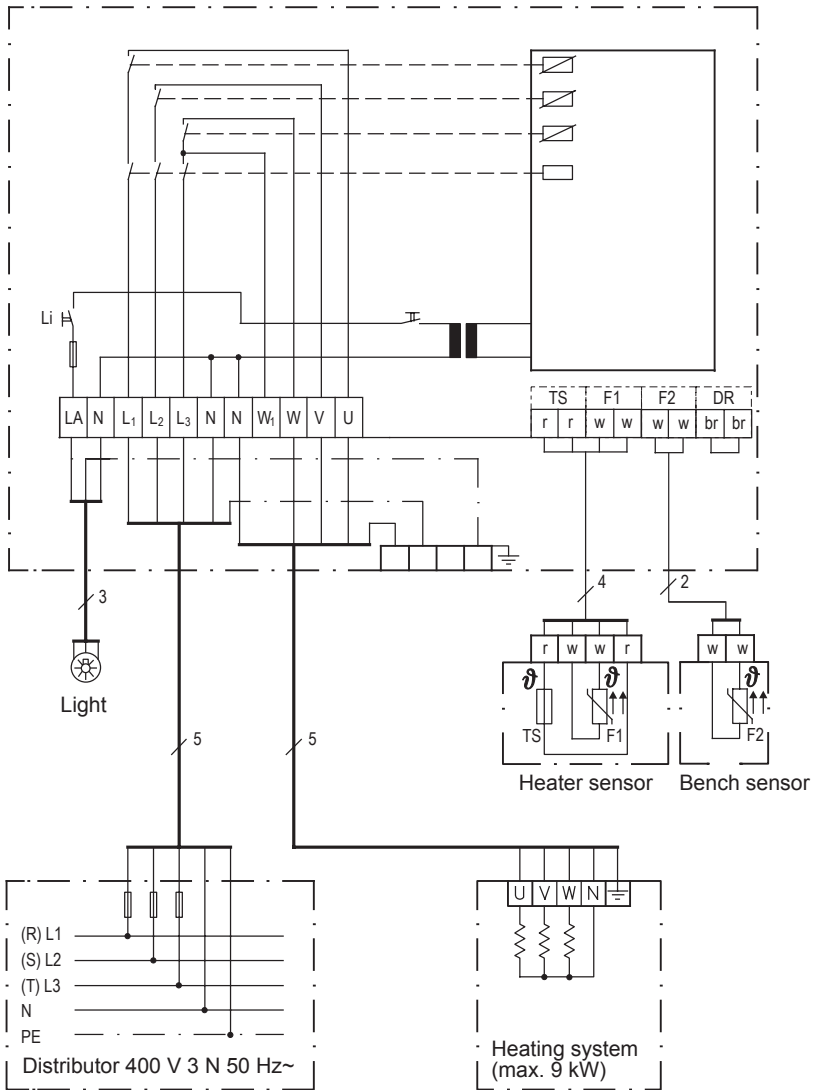 Li
LA N L1 L2 L3 N N W1 W V U
TS F1 F2 DR
r r w w w w br br
3
Light
4
2
r w w r
w w
ϑ ϑ ϑ
TS F1 F2
Heater sensor Bench sensor
5
5
U V W N
(R) L1
(S) L2
(T) L3
N
PE
Distributor 400 V 3 N 50 Hz~
Heating system
(max. 9 kW)